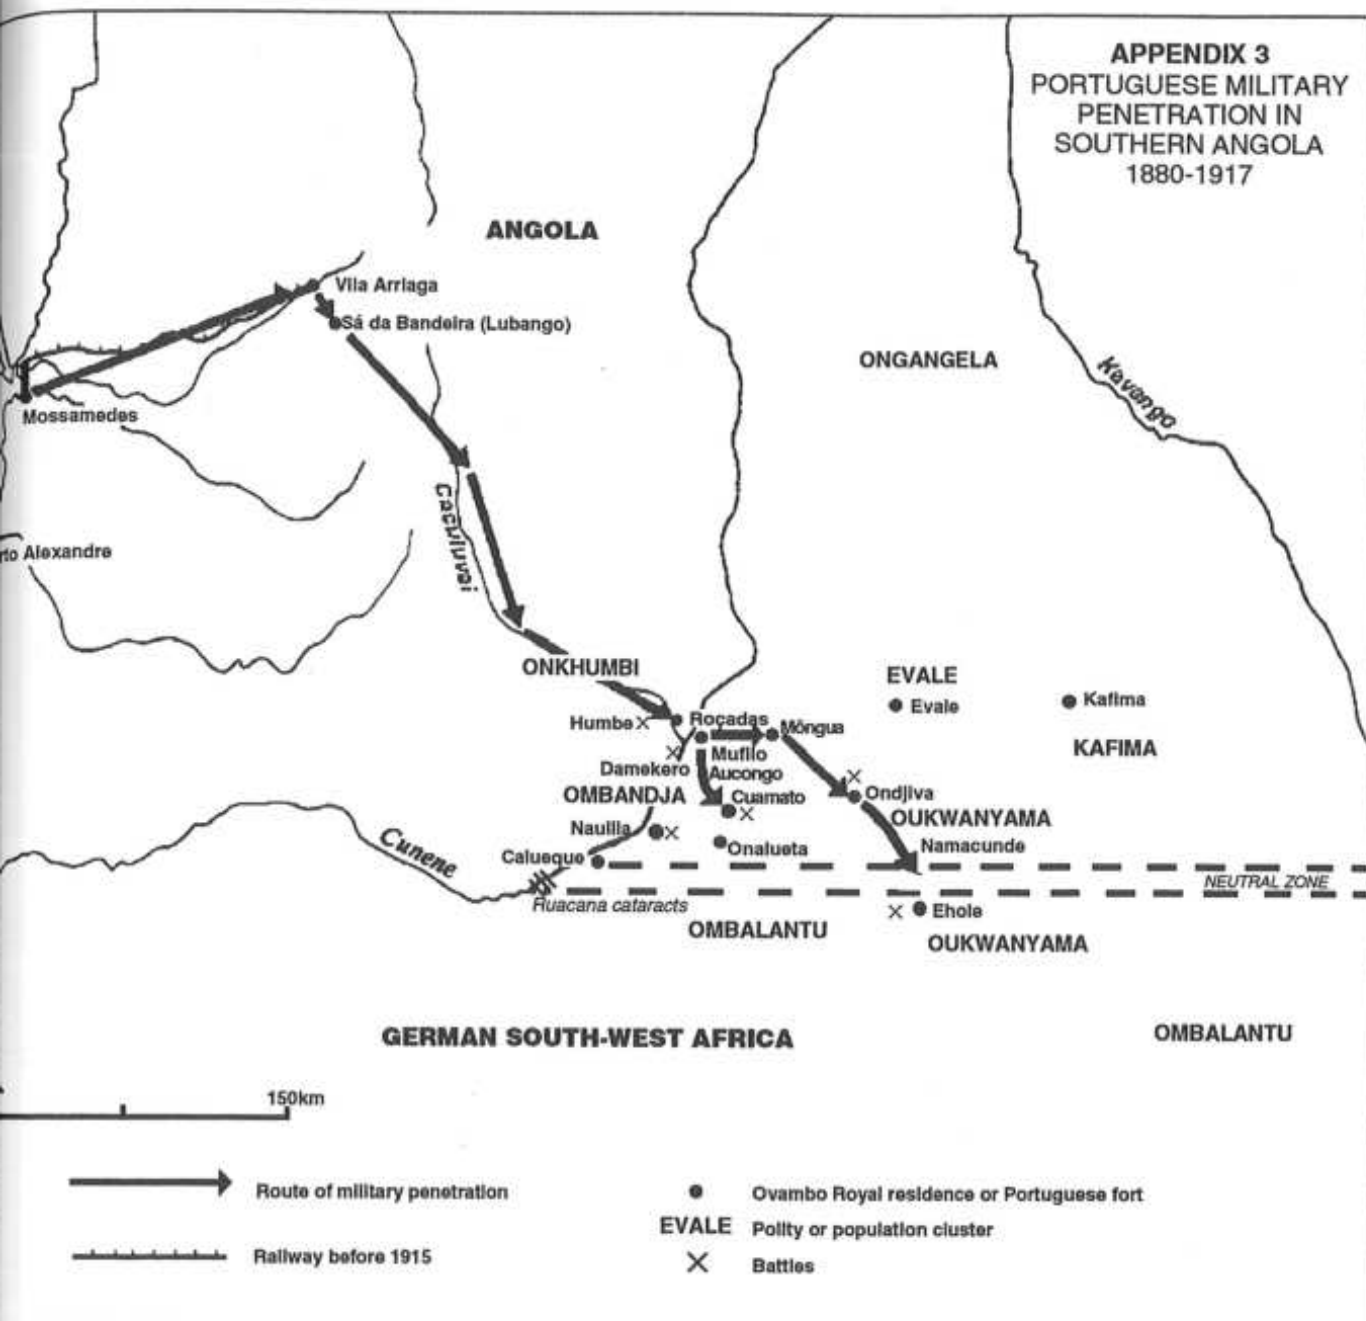 APPENDIX 3
PORTUGUESE MILITARY
PENETRATION IN
SOUTHERN ANGOLA
1880-1917
ANGOLA
Vila Arriaga
Sá da Bandeira (Lubango)
ONGANGELA
Kavango
Mossamedes
Caculuvai
rto Alexandre
ONKHUMBI
EVALE
Evale
Kafima
KAFIMA
Humbe
Roçadas
Môngua
Mufilo
Damekero
Aucongo
OMBANDJA
Cuamato
Ondjiva
OUKWANYAMA
Naulila
Onalueta
Namacunde
Cunene
Calueque
NEUTRAL ZONE
Ruacana cataracts
Ehole
OMBALANTU
OUKWANYAMA
GERMAN SOUTH-WEST AFRICA
OMBALANTU
150km
Route of military penetration
Ovambo Royal residence or Portuguese fort
EVALE Polity or population cluster
Railway before 1915
Battles